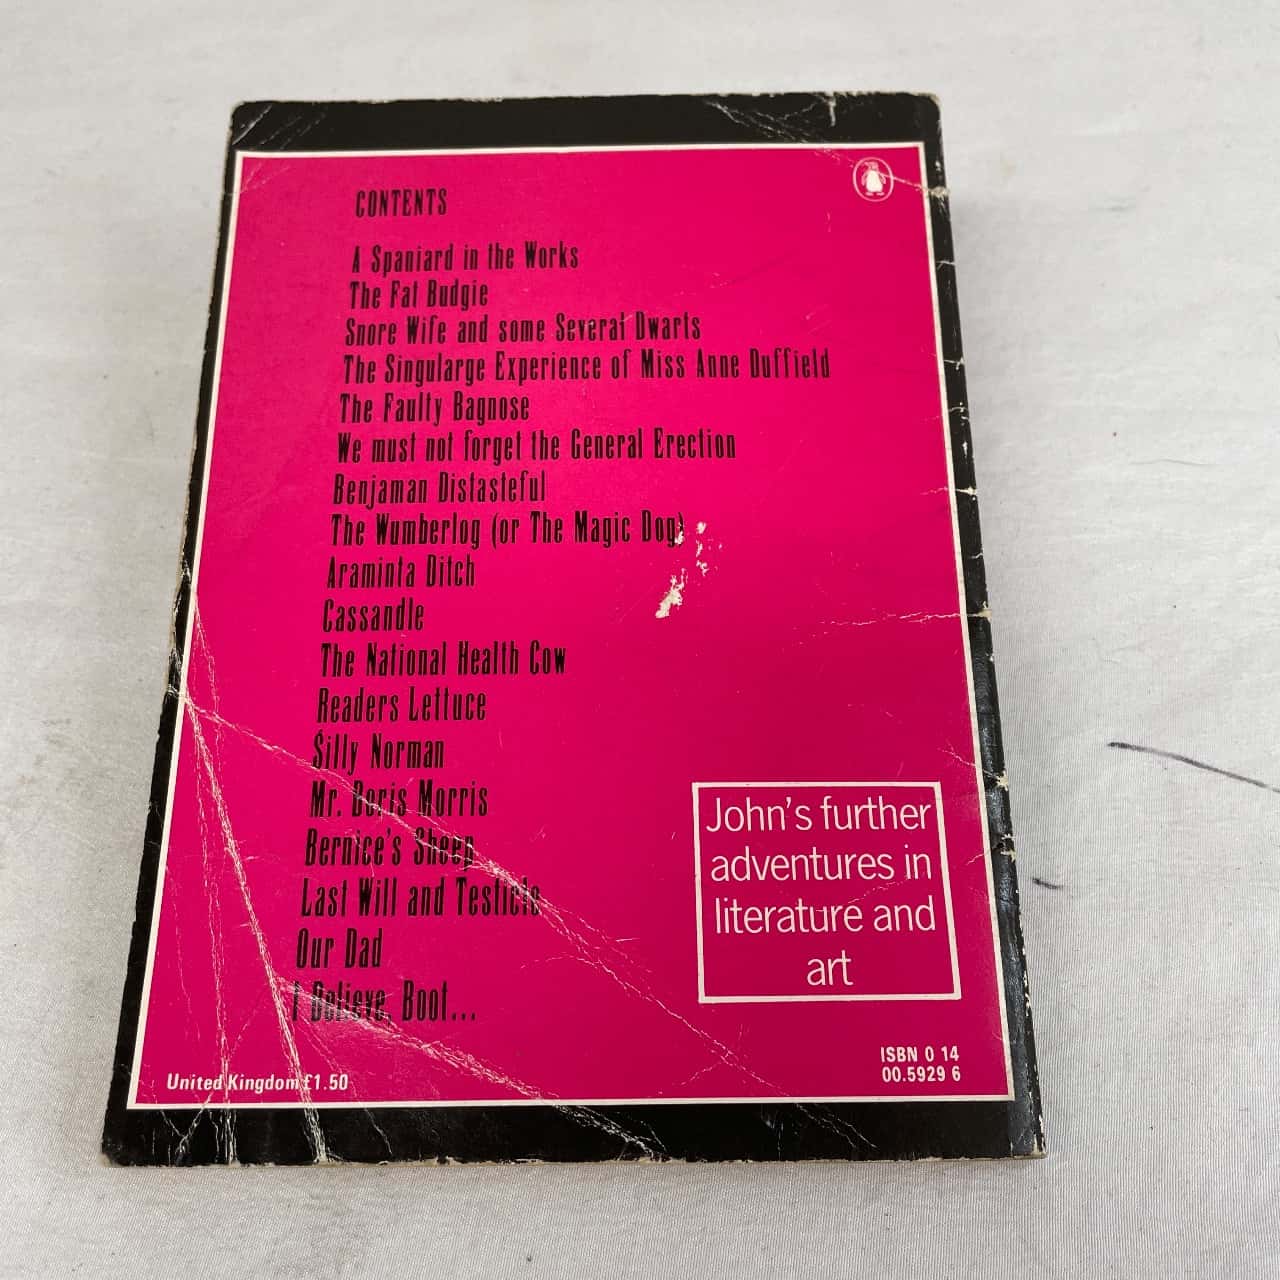 CONTENTS
A Spaniard in the Works
The Fat Budgie
Snore Wife and some Several Dwarts
The Singularge Experience of Miss Anne Duffield
The Faulty Bagnose
We must not forget the General Erection
Benjaman Distasteful
The Wumberlog (or The Magic Dog)
Araminta Ditch
Cassandle
The National Health Cow
Readers Lettuce
Silly Norman
Mr. Boris Morris
Bernice's Sheep
Last Will and Testicle
Our Dad
I Believe, Boot...
John's further
adventures in
literature and
art
ISBN 0 14
00.5929 6
United Kingdom £1.50